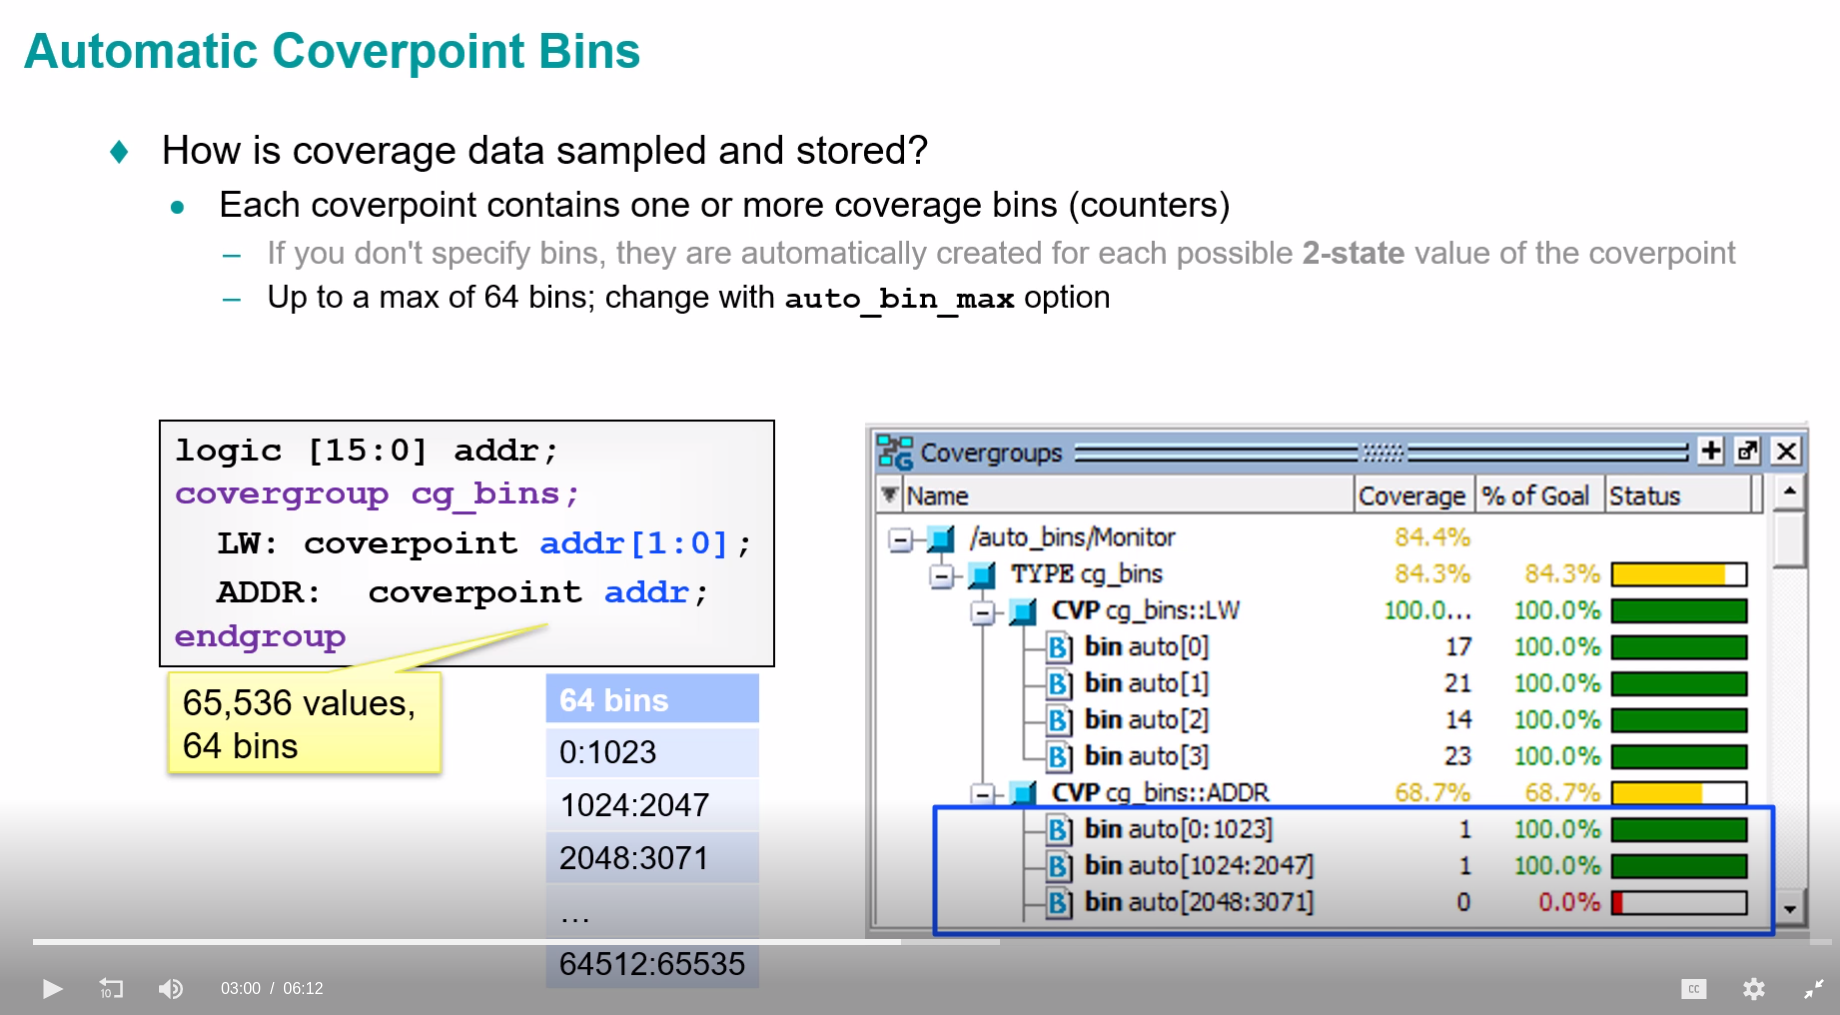 Automatic Coverpoint Bins
How is coverage data sampled and stored?
Each coverpoint contains one or more coverage bins (counters)
– If you don't specify bins, they are automatically created for each possible 2-state value of the coverpoint
– Up to a max of 64 bins; change with auto_bin_max option
logic [15:0] addr;
covergroup cg_bins;
LW: coverpoint addr[1:0];
ADDR: coverpoint addr;
endgroup
65,536 values,
64 bins
64 bins
0:1023
1024:2047
2048:3071
...
64512:65535
Covergroups
Name Coverage % of Goal Status
/auto_bins/Monitor 84.4%
TYPE cg_bins 84.3% 84.3%
CVP cg_bins::LW 100.0... 100.0%
B bin auto[0] 17 100.0%
B bin auto[1] 21 100.0%
B bin auto[2] 14 100.0%
B bin auto[3] 23 100.0%
CVP cg_bins::ADDR 68.7% 68.7%
B bin auto[0:1023] 1 100.0%
B bin auto[1024:2047] 1 100.0%
B bin auto[2048:3071] 0 0.0%
10
03:00 / 06:12
CC